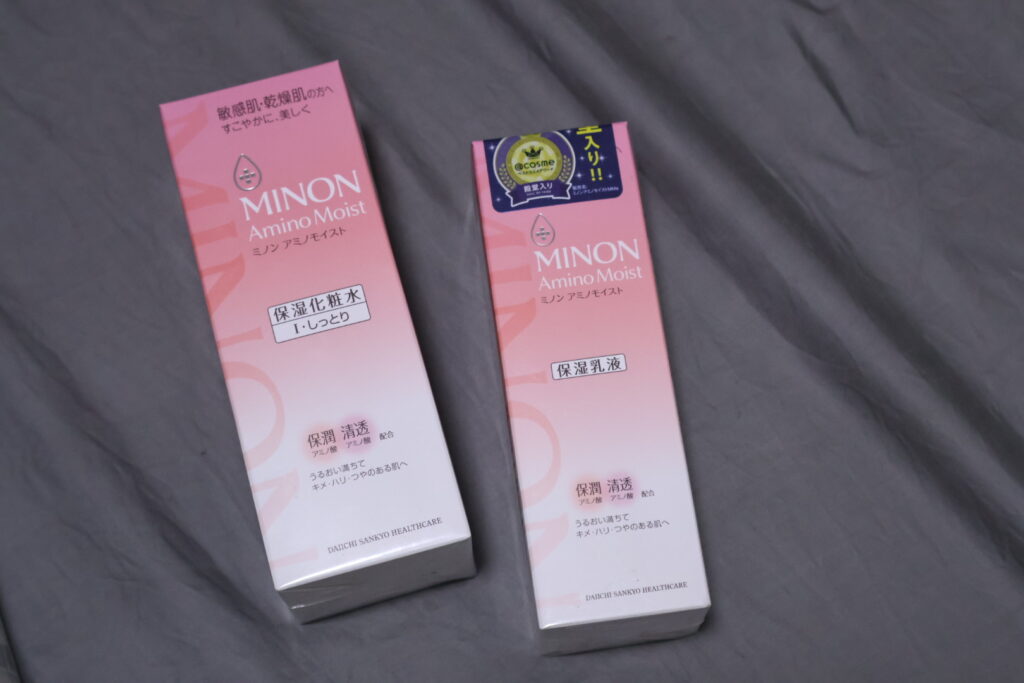 敏感肌・乾燥肌の方へ
すこやかに、美しく
MINON
Amino Moist
ミノン アミノモイスト
保湿化粧水
I・しっとり
保潤 清透
アミノ酸 アミノ酸 配合
うるおい満ちて
キメ・ハリ・つやのある肌へ
DAIICHI SANKYO HEALTHCARE
MINON
@cosme
殿堂入り
堂入り!!
MINON
Amino Moist
ミノン アミノモイスト
保湿乳液
保潤 清透
アミノ酸 アミノ酸 配合
うるおい満ちて
キメ・ハリ・つやのある肌へ
DAIICHI SANKYO HEALTHCARE
MINON